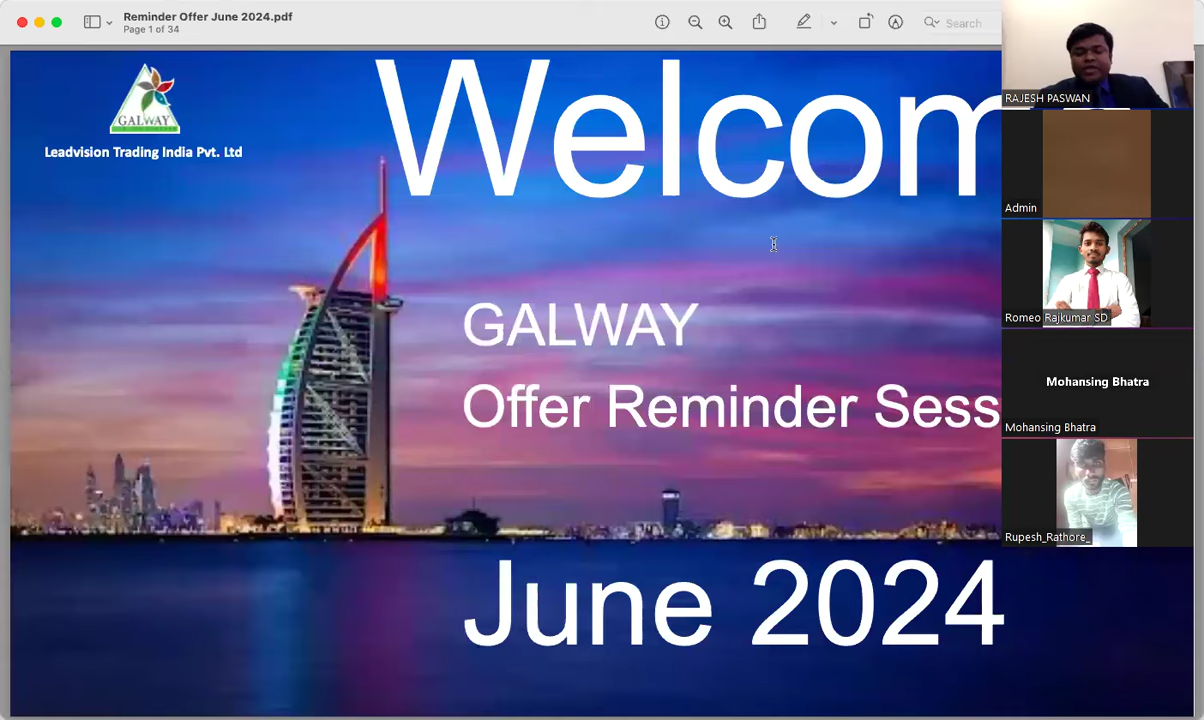 Reminder Offer June 2024.pdf
Page 1 of 34
Search
GALWAY
Leadvision Trading India Pvt. Ltd
Welcom
GALWAY
Offer Reminder Sess
June 2024
RAJESH PASWAN
Admin
Romeo Rajkumar SD
Mohansing Bhatra
Mohansing Bhatra
Rupesh_Rathore_